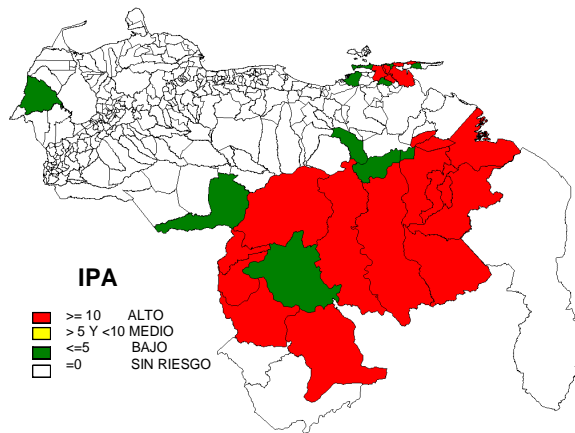 IPA
>= 10 ALTO
> 5 Y <10 MEDIO
<=5 BAJO
=0 SIN RIESGO